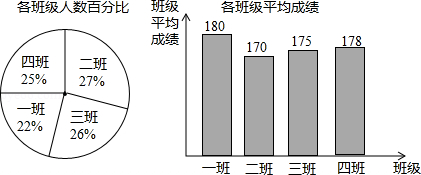 各班级人数百分比
四班
25%
二班
27%
一班
22%
三班
26%
班级
平均
成绩
各班级平均成绩
180
170
175
178
一班
二班
三班
四班
班级